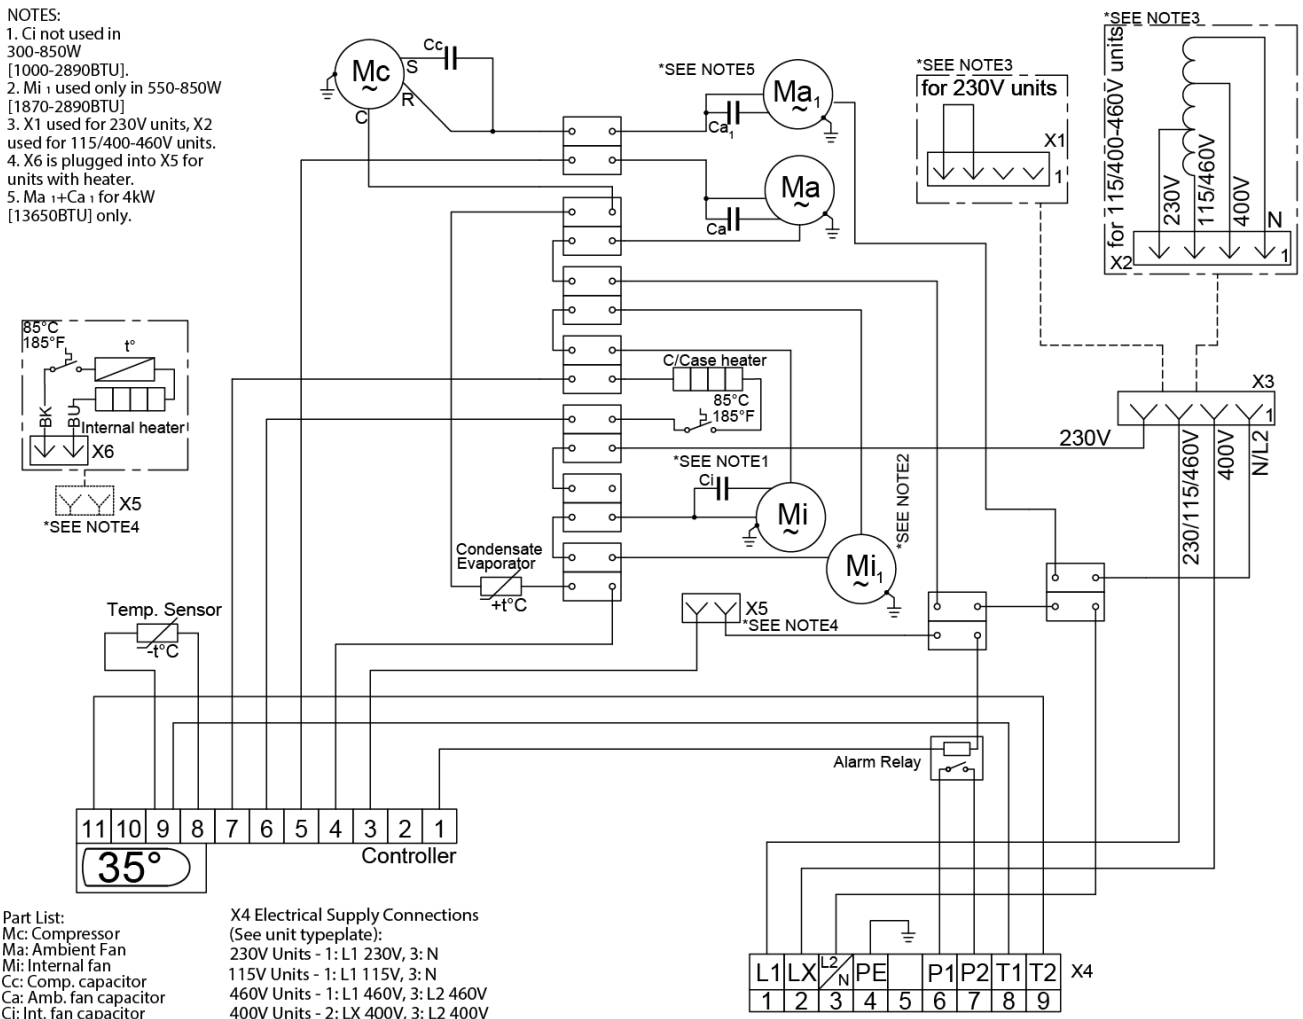 NOTES:
1. Ci not used in
300-850W
[1000-2890BTU].
2. Mi 1 used only in 550-850W
[1870-2890BTU]
3. X1 used for 230V units, X2
used for 115/400-460V units.
4. X6 is plugged into X5 for
units with heater.
5. Ma 1+Ca 1 for 4kW
[13650BTU] only.
Mc
~
S
R
C
Cc
*SEE NOTE5
Ma1
~
Ca1
Ma
~
Ca
*SEE NOTE3
for 230V units
X1
1
*SEE NOTE3
for 115/400-460V units
230V
115/460V
400V
N
X2
1
85°C
185°F
t°
BK
BU
Internal heater
X6
X5
*SEE NOTE4
C/Case heater
85°C
185°F
X3
1
230V
230/115/460V
400V
N/L2
*SEE NOTE1
Ci
Mi
~
*SEE NOTE2
Mi1
~
Condensate
Evaporator
+t°C
Temp. Sensor
-t°C
X5
*SEE NOTE4
Alarm Relay
11 10 9 8 7 6 5 4 3 2 1
Controller
35°
Part List:
Mc: Compressor
Ma: Ambient Fan
Mi: Internal fan
Cc: Comp. capacitor
Ca: Amb. fan capacitor
Ci: Int. fan capacitor
X4 Electrical Supply Connections
(See unit typeplate):
230V Units - 1: L1 230V, 3: N
115V Units - 1: L1 115V, 3: N
460V Units - 1: L1 460V, 3: L2 460V
400V Units - 2: LX 400V, 3: L2 400V
L1 LX L2/N PE P1 P2 T1 T2 X4
1 2 3 4 5 6 7 8 9